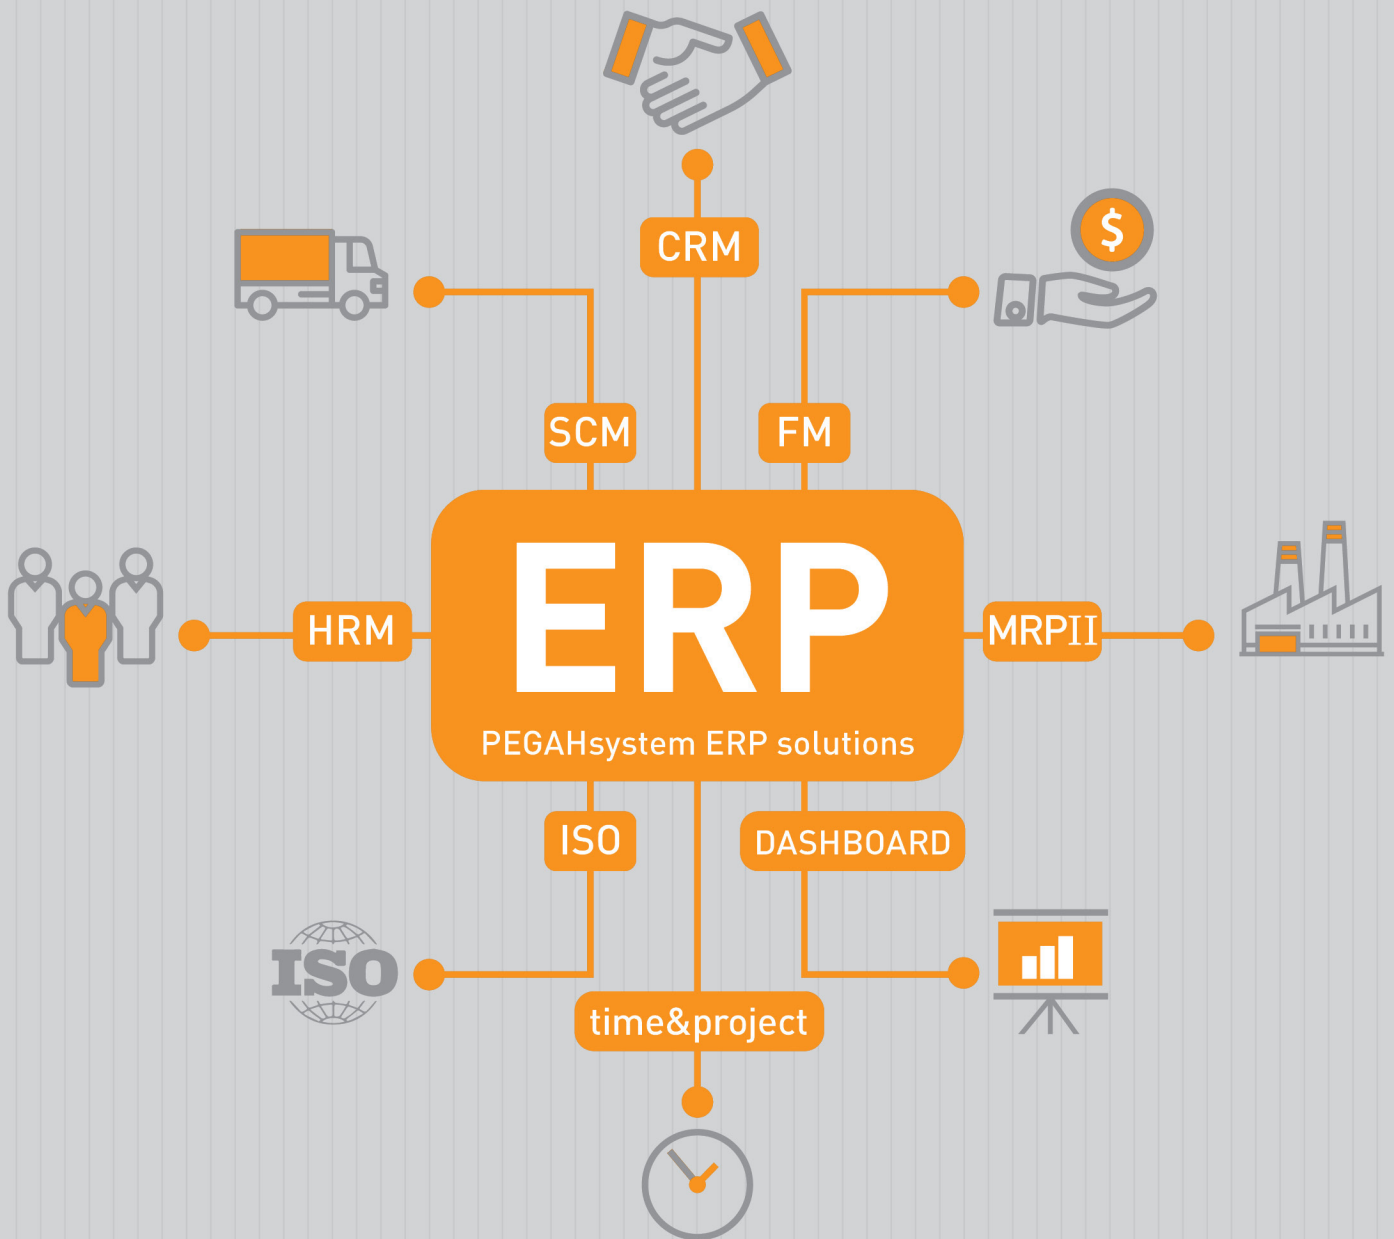 CRM
$
SCM
FM
ERP
PEGAHsystem ERP solutions
HRM
MRPII
ISO
DASHBOARD
ISO
time&project